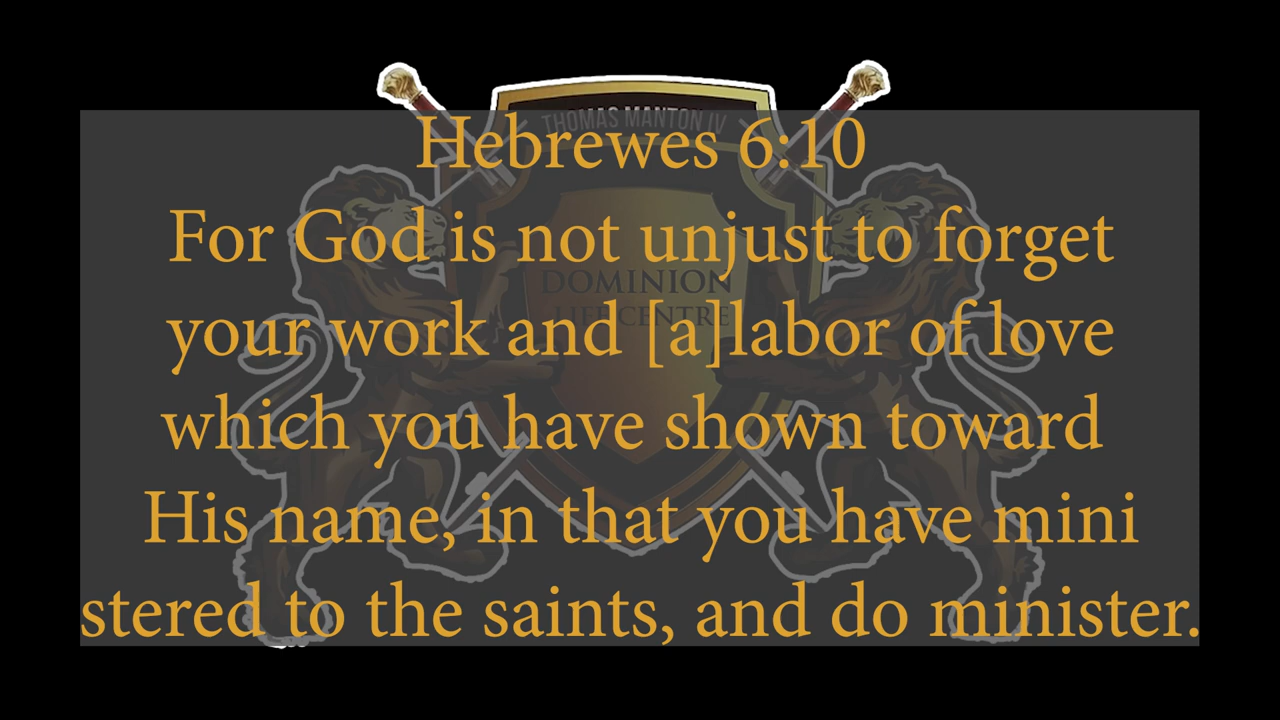 THOMAS MANTON IV
Hebrewes 6:10
For God is not unjust to forget
DOMINION
LIFE CENTRE
your work and [a]labor of love
which you have shown toward
His name, in that you have mini
stered to the saints, and do minister.